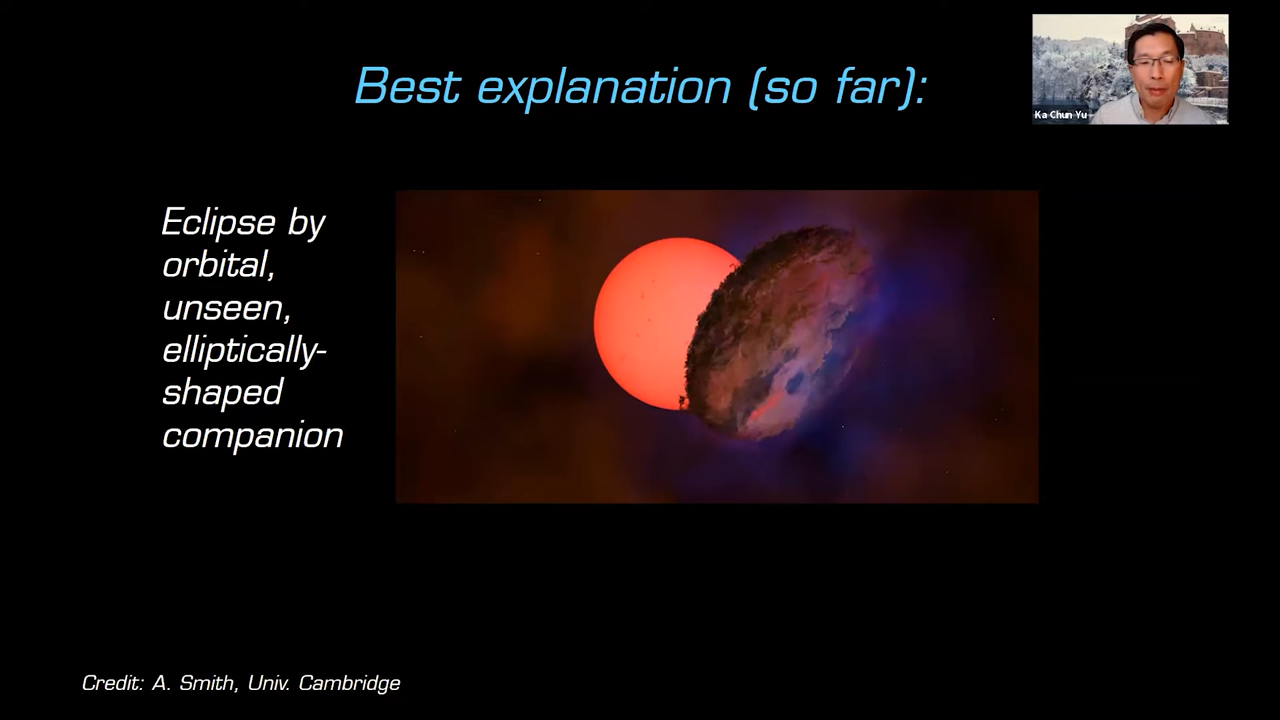 Best explanation (so far):
Ka Chun Yu
Eclipse by
orbital,
unseen,
elliptically-
shaped
companion
Credit: A. Smith, Univ. Cambridge